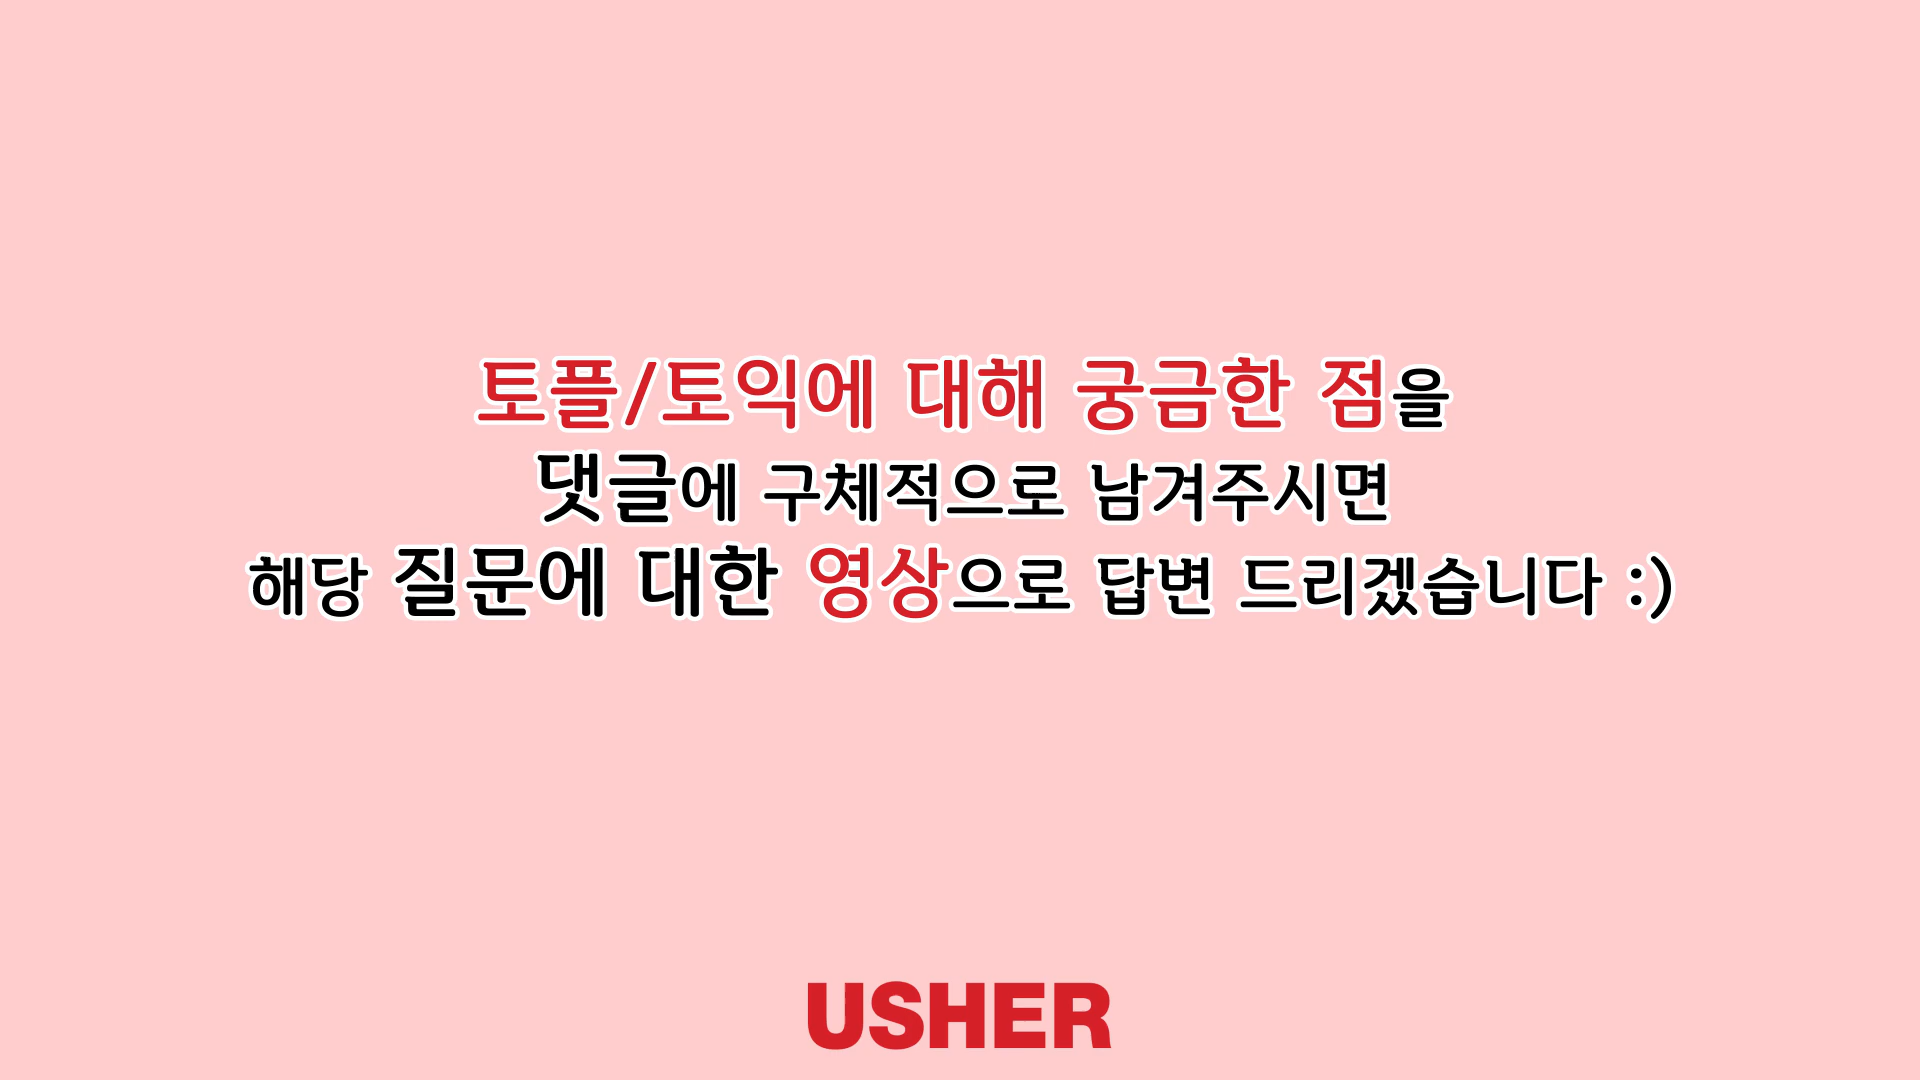 토플/토익에 대해 궁금한 점을
댓글에 구체적으로 남겨주시면
해당 질문에 대한 영상으로 답변 드리겠습니다 :)
USHER